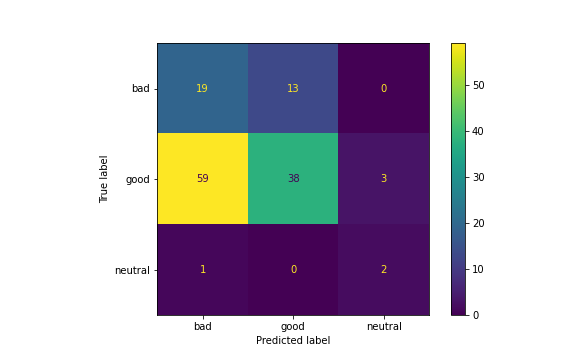 bad 19 13 0
good 59 38 3
neutral 1 0 2
bad good neutral
Predicted label
True label
50
40
30
20
10
0